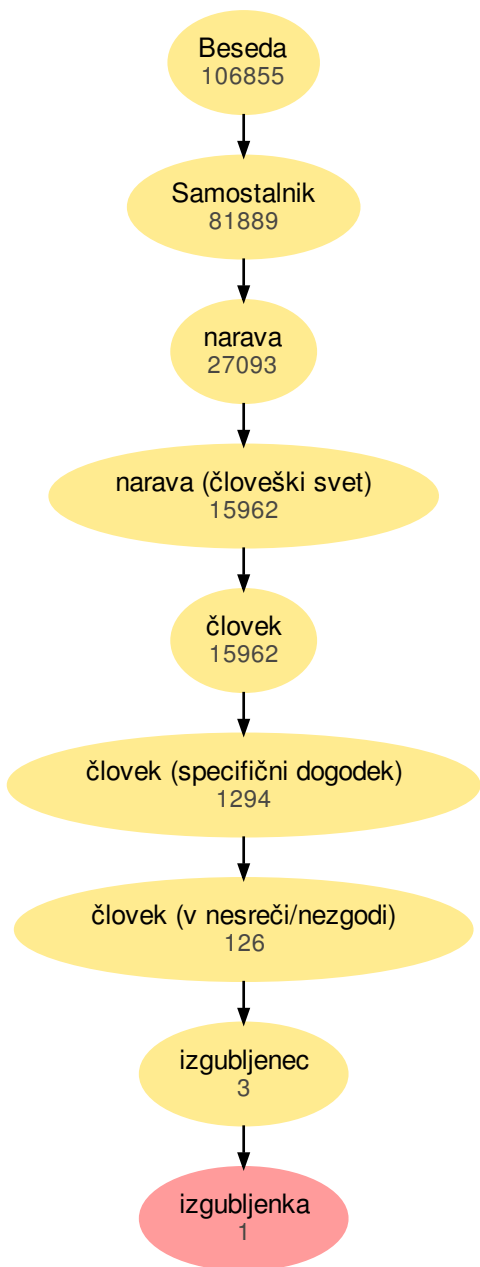 Beseda
106855
Samostalnik
81889
narava
27093
narava (človeški svet)
15962
človek
15962
človek (specifični dogodek)
1294
človek (v nesreči/nezgodi)
126
izgubljenec
3
izgubljenka
1